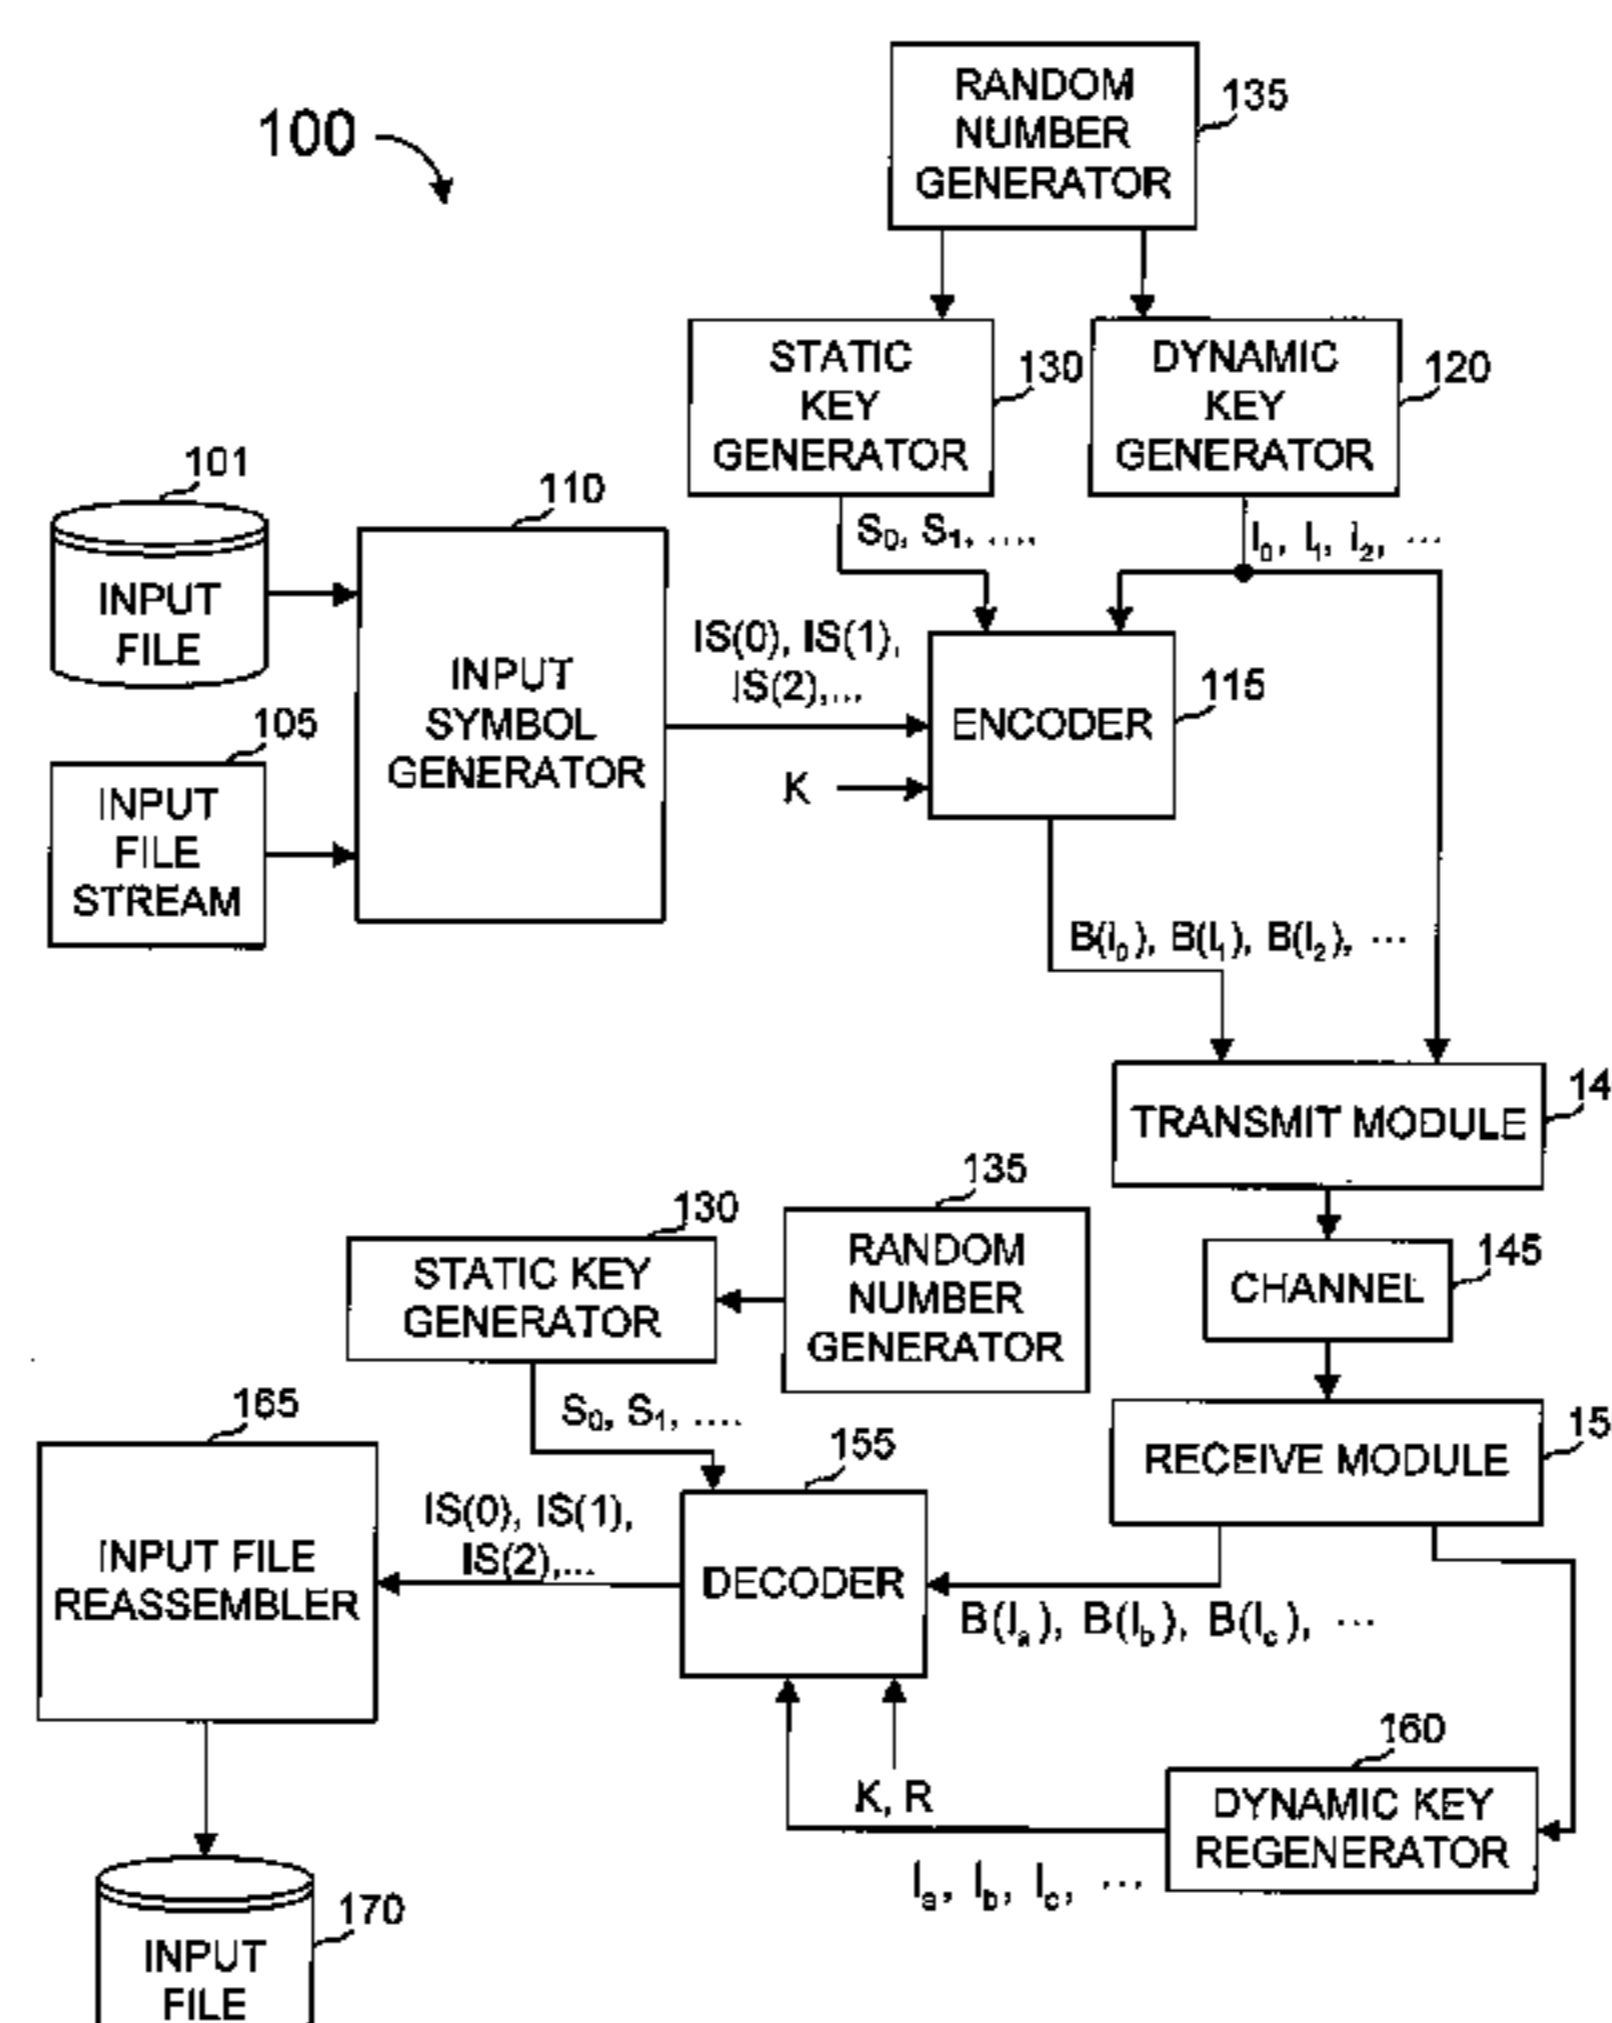 100
RANDOM
NUMBER
GENERATOR
135
STATIC
KEY
GENERATOR
130
DYNAMIC
KEY
GENERATOR
120
S0, S1, ....
I0, I1, I2, ...
101
INPUT
FILE
105
INPUT
FILE
STREAM
110
INPUT
SYMBOL
GENERATOR
IS(0), IS(1),
IS(2),...
K
ENCODER
115
B(I0), B(I1), B(I2), ...
TRANSMIT MODULE
14
CHANNEL
145
RECEIVE MODULE
15
135
RANDOM
NUMBER
GENERATOR
130
STATIC KEY
GENERATOR
S0, S1, ....
155
DECODER
B(Ia), B(Ib), B(Ic), ...
K, R
160
DYNAMIC KEY
REGENERATOR
Ia, Ib, Ic, ...
IS(0), IS(1),
IS(2),...
165
INPUT FILE
REASSEMBLER
170
INPUT
FILE